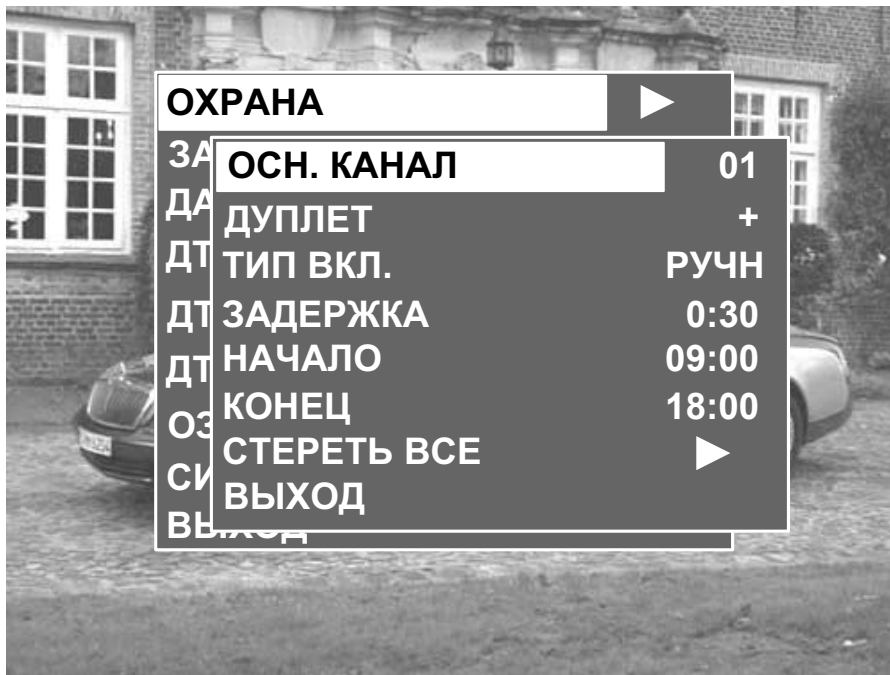 ОХРАНА
ОСН. КАНАЛ 01
ДУПЛЕТ +
ТИП ВКЛ. РУЧН
ЗАДЕРЖКА 0:30
НАЧАЛО 09:00
КОНЕЦ 18:00
СТЕРЕТЬ ВСЕ
ВЫХОД
ВЫХОД